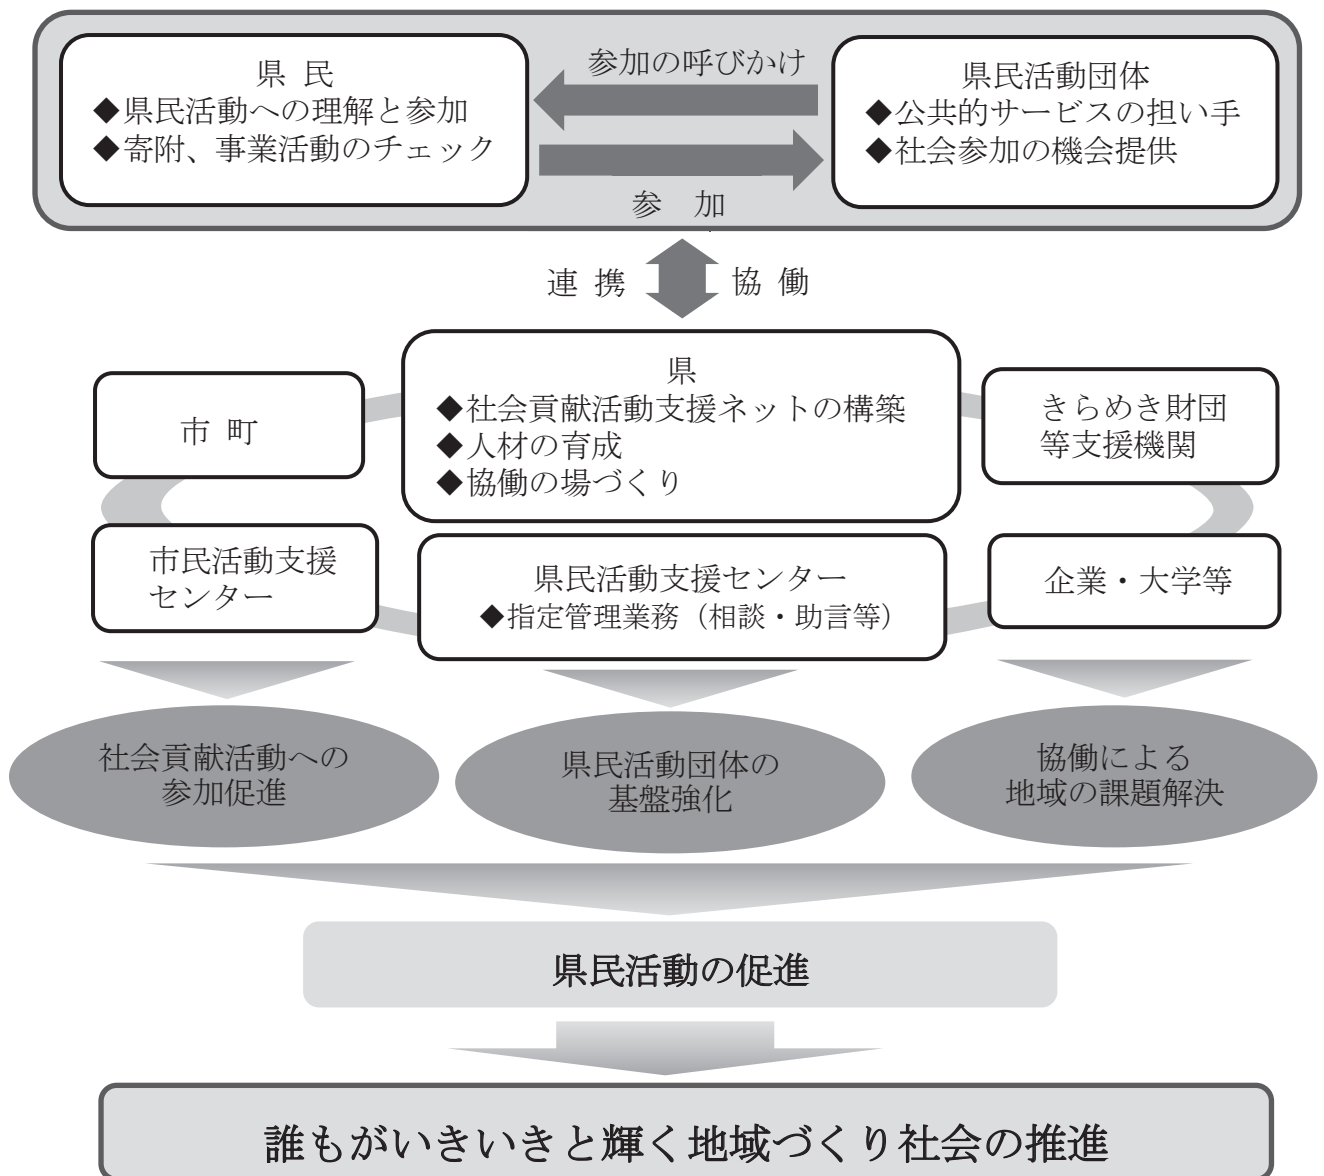 県 民
◆県民活動への理解と参加
◆寄附、事業活動のチェック
参加の呼びかけ
参　加
県民活動団体
◆公共的サービスの担い手
◆社会参加の機会提供
連 携
協 働
市 町
県
◆社会貢献活動支援ネットの構築
◆人材の育成
◆協働の場づくり
きらめき財団
等支援機関
市民活動支援
センター
県民活動支援センター
◆指定管理業務（相談・助言等）
企業・大学等
社会貢献活動への
参加促進
県民活動団体の
基盤強化
協働による
地域の課題解決
県民活動の促進
誰もがいきいきと輝く地域づくり社会の推進